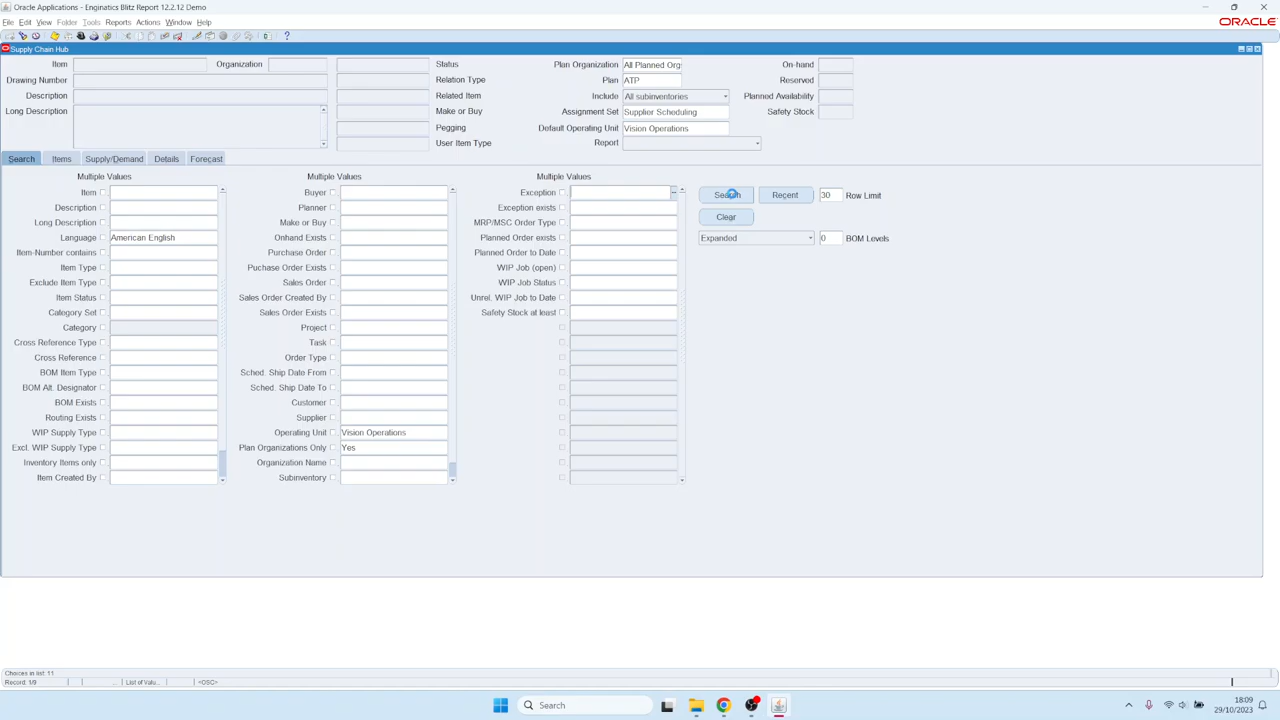 Oracle Applications - Enginatics Blitz Report 12.2.12 Demo
File Edit View Folder Tools Reports Actions Window Help
ORACLE
Supply Chain Hub
Item Organization Status Plan Organization All Planned Org On-hand
Drawing Number Relation Type Plan ATP Reserved
Description Related Item Include All subinventories Planned Availability
Long Description Make or Buy Assignment Set Supplier Scheduling Safety Stock
Pegging Default Operating Unit Vision Operations
User Item Type Report
Search Items Supply/Demand Details Forecast
Multiple Values Multiple Values Multiple Values
Item Buyer Exception Search Recent 30 Row Limit
Description Planner Exception exists
Long Description Make or Buy MRP/MSC Order Type Clear
Language American English Onhand Exists Planned Order exists Expanded 0 BOM Levels
Item-Number contains Purchase Order Planned Order to Date
Item Type Puchase Order Exists WIP Job (open)
Exclude Item Type Sales Order WIP Job Status
Item Status Sales Order Created By Unrel. WIP Job to Date
Category Set Sales Order Exists Safety Stock at least
Category Project
Cross Reference Type Task
Cross Reference Order Type
BOM Item Type Sched. Ship Date From
BOM Alt. Designator Sched. Ship Date To
BOM Exists Customer
Routing Exists Supplier
WIP Supply Type Operating Unit Vision Operations
Excl. WIP Supply Type Plan Organizations Only Yes
Inventory Items only Organization Name
Item Created By Subinventory
Choices in list: 11
Record: 1/9 ... List of Valu... <OSC>
Search
18:09
29/10/2023